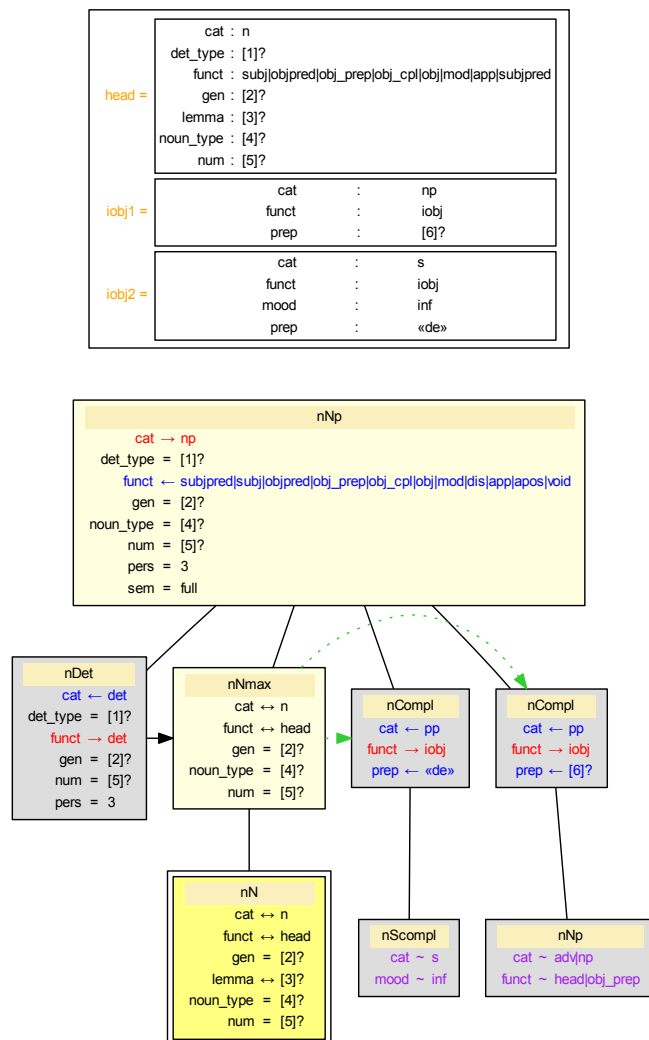 cat : n
det_type : [1]?
funct : subj|objpred|obj_prep|obj_cpl|obj|mod|app|subjpred
head =
gen : [2]?
lemma : [3]?
noun_type : [4]?
num : [5]?
cat : np
iobj1 =
funct : iobj
prep : [6]?
cat : s
funct : iobj
iobj2 =
mood : inf
prep : «de»
nNp
cat → np
det_type = [1]?
funct ← subjpred|subj|objpred|obj_prep|obj_cpl|obj|mod|dis|app|apos|void
gen = [2]?
noun_type = [4]?
num = [5]?
pers = 3
sem = full
nDet
cat ← det
det_type = [1]?
funct → det
gen = [2]?
num = [5]?
pers = 3
nNmax
cat ↔ n
funct ↔ head
gen = [2]?
noun_type = [4]?
num = [5]?
nCompl
cat ← pp
funct → iobj
prep ← «de»
nCompl
cat ← pp
funct → iobj
prep ← [6]?
nN
cat ↔ n
funct ↔ head
gen = [2]?
lemma ↔ [3]?
noun_type = [4]?
num = [5]?
nScompl
cat ~ s
mood ~ inf
nNp
cat ~ adv|np
funct ~ head|obj_prep